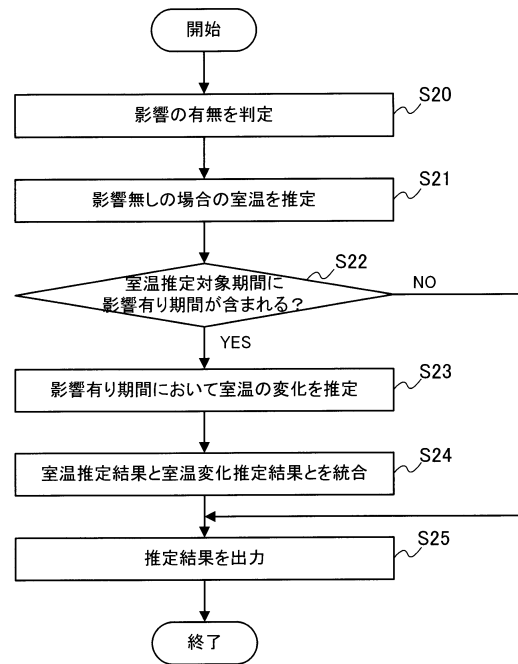 開始
影響の有無を判定
S20
影響無しの場合の室温を推定
S21
室温推定対象期間に
影響有り期間が含まれる？
S22
NO
YES
影響有り期間において室温の変化を推定
S23
室温推定結果と室温変化推定結果とを統合
S24
推定結果を出力
S25
終了